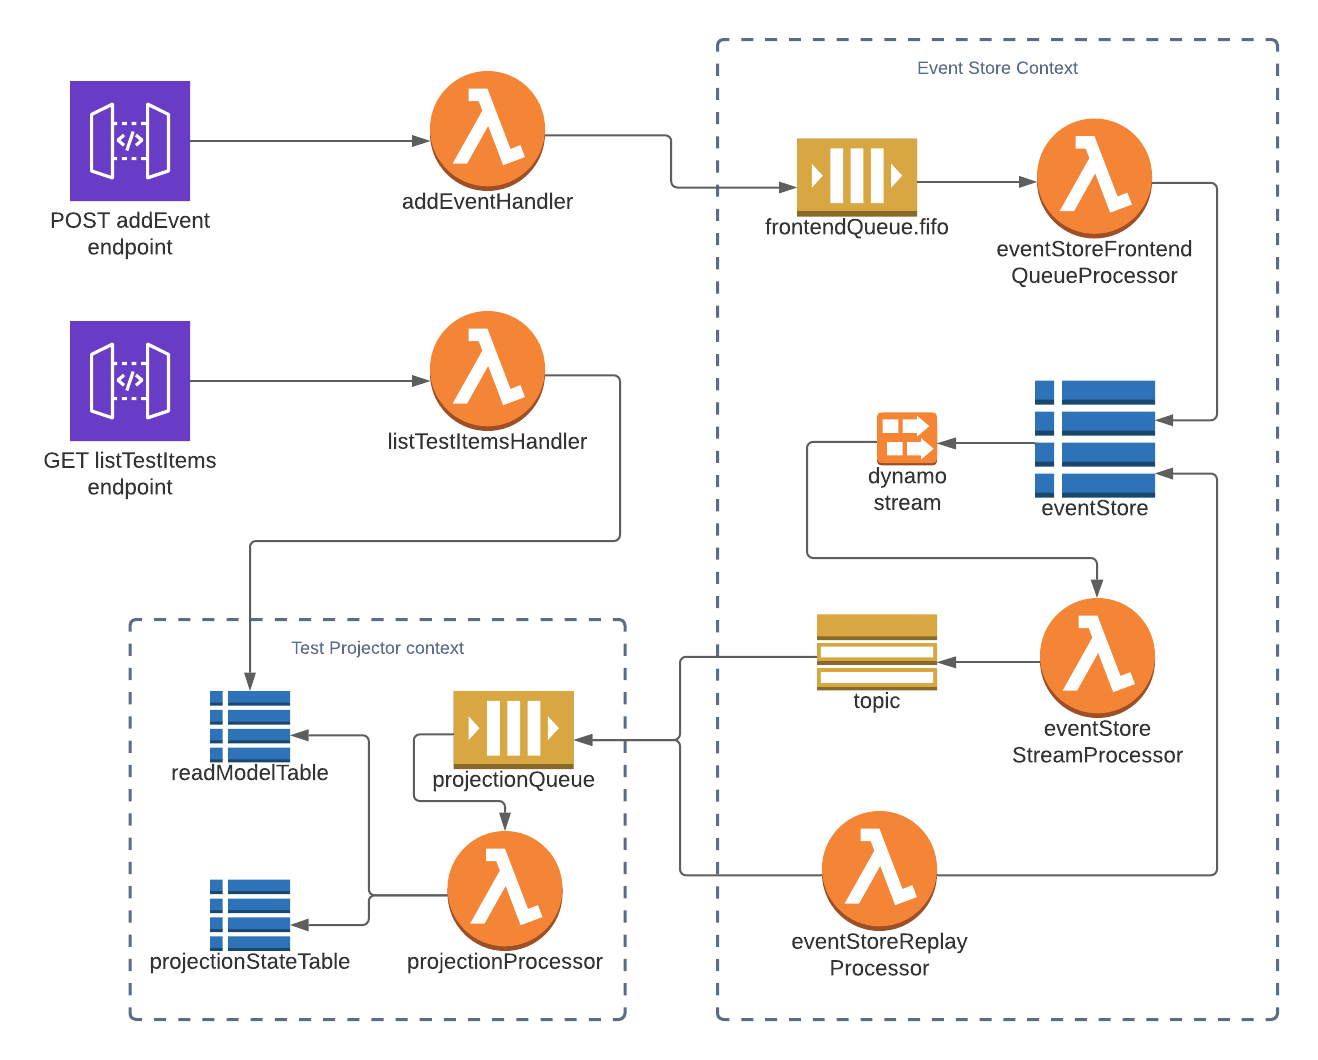 Event Store Context
POST addEvent
endpoint
addEventHandler
frontendQueue.fifo
eventStoreFrontend
QueueProcessor
GET listTestItems
endpoint
listTestItemsHandler
dynamo
stream
eventStore
Test Projector context
topic
eventStore
StreamProcessor
readModelTable
projectionQueue
projectionStateTable
projectionProcessor
eventStoreReplay
Processor